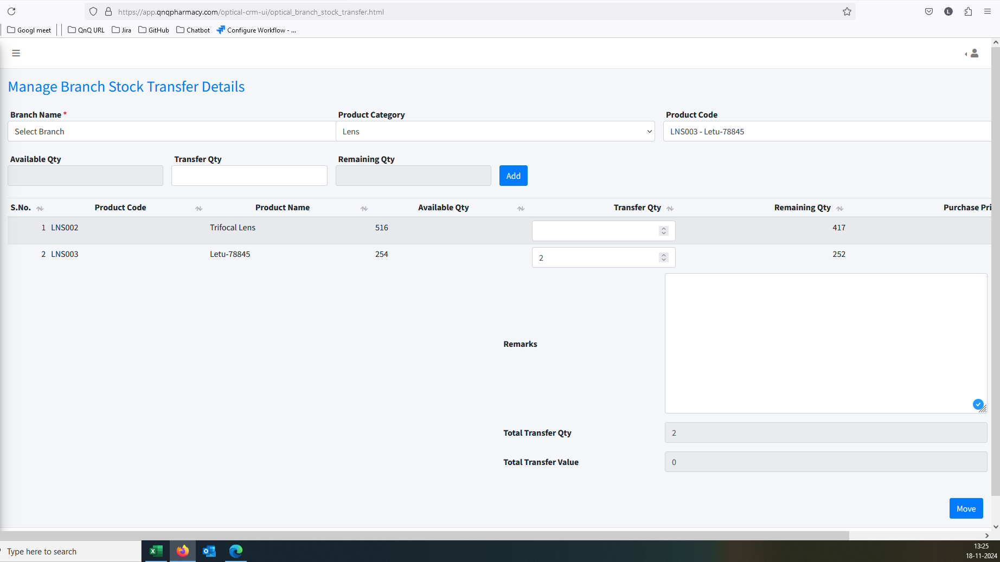 https://app.qnqpharmacy.com/optical-crm-ui/optical_branch_stock_transfer.html
L
Googl meet QnQ URL Jira GitHub Chatbot Configure Workflow - ...
Manage Branch Stock Transfer Details
Branch Name * Product Category Product Code
Select Branch Lens LNS003 - Letu-78845
Available Qty Transfer Qty Remaining Qty
Add
S.No. Product Code Product Name Available Qty Transfer Qty Remaining Qty Purchase Pri
1 LNS002 Trifocal Lens 516 417
2 LNS003 Letu-78845 254 2 252
Remarks
Total Transfer Qty 2
Total Transfer Value 0
Move
Type here to search
13:25
18-11-2024